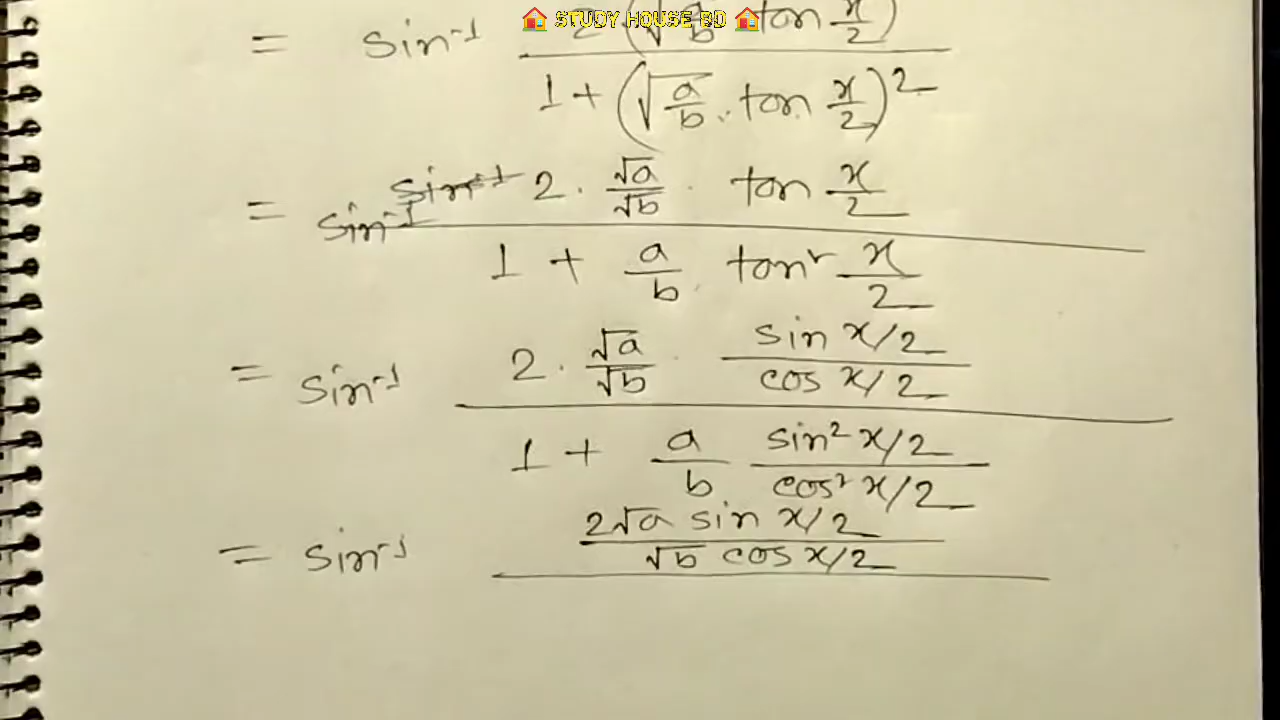 🏠 STUDY HOUSE BD 🏠
= sin⁻¹ 2 (√a/b tan x/2)
1 + (√a/b . tan x/2)²
= sin⁻¹ 2 . √a/√b . tan x/2
sin⁻¹
1 + a/b . tan² x/2
= sin⁻¹ 2 . √a/√b . sin x/2 / cos x/2
1 + a/b sin² x/2 / cos² x/2
= sin⁻¹ 2√a sin x/2
√b cos x/2